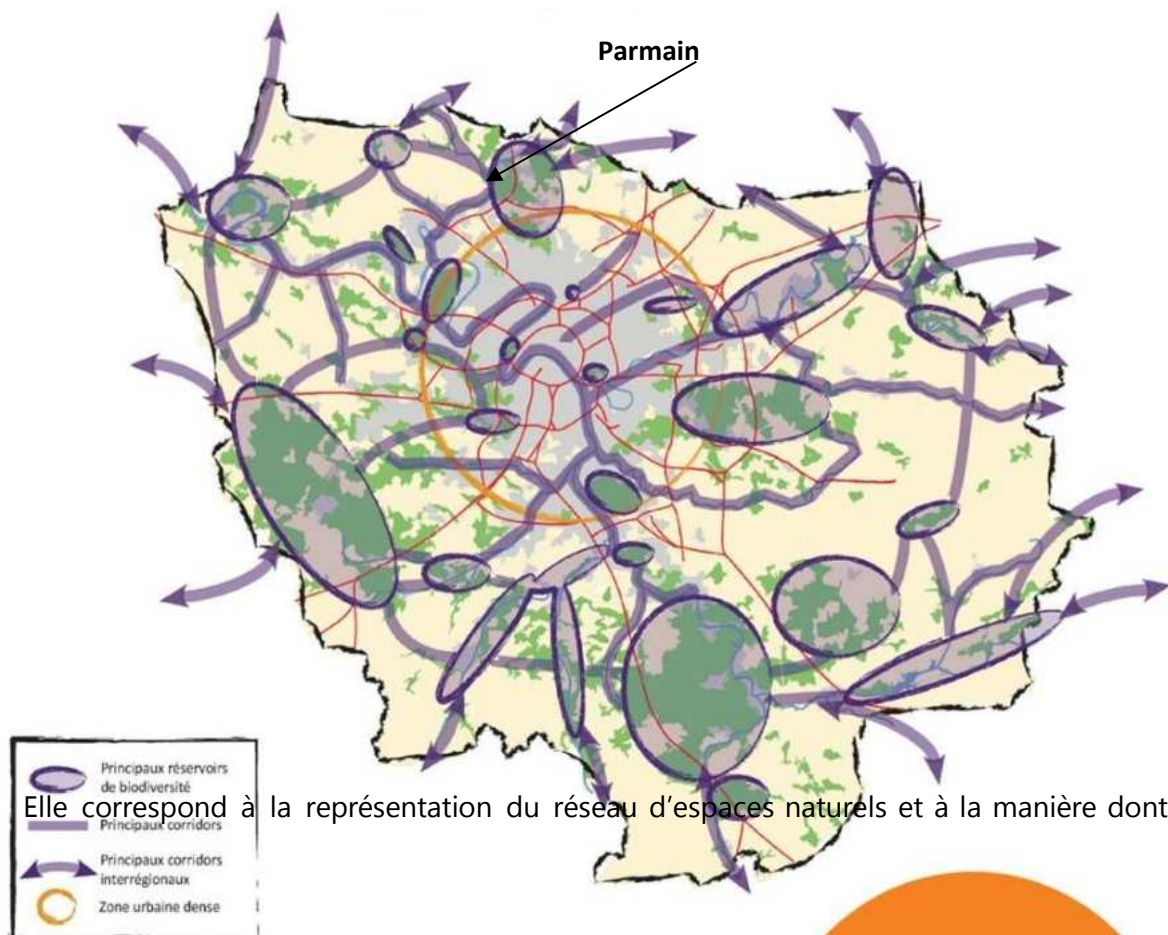 Parmain
Principaux réservoirs
de biodiversité
Elle correspond à la représentation du réseau d'espaces naturels et à la manière dont
Principaux corridors
Principaux corridors
interrégionaux
Zone urbaine dense